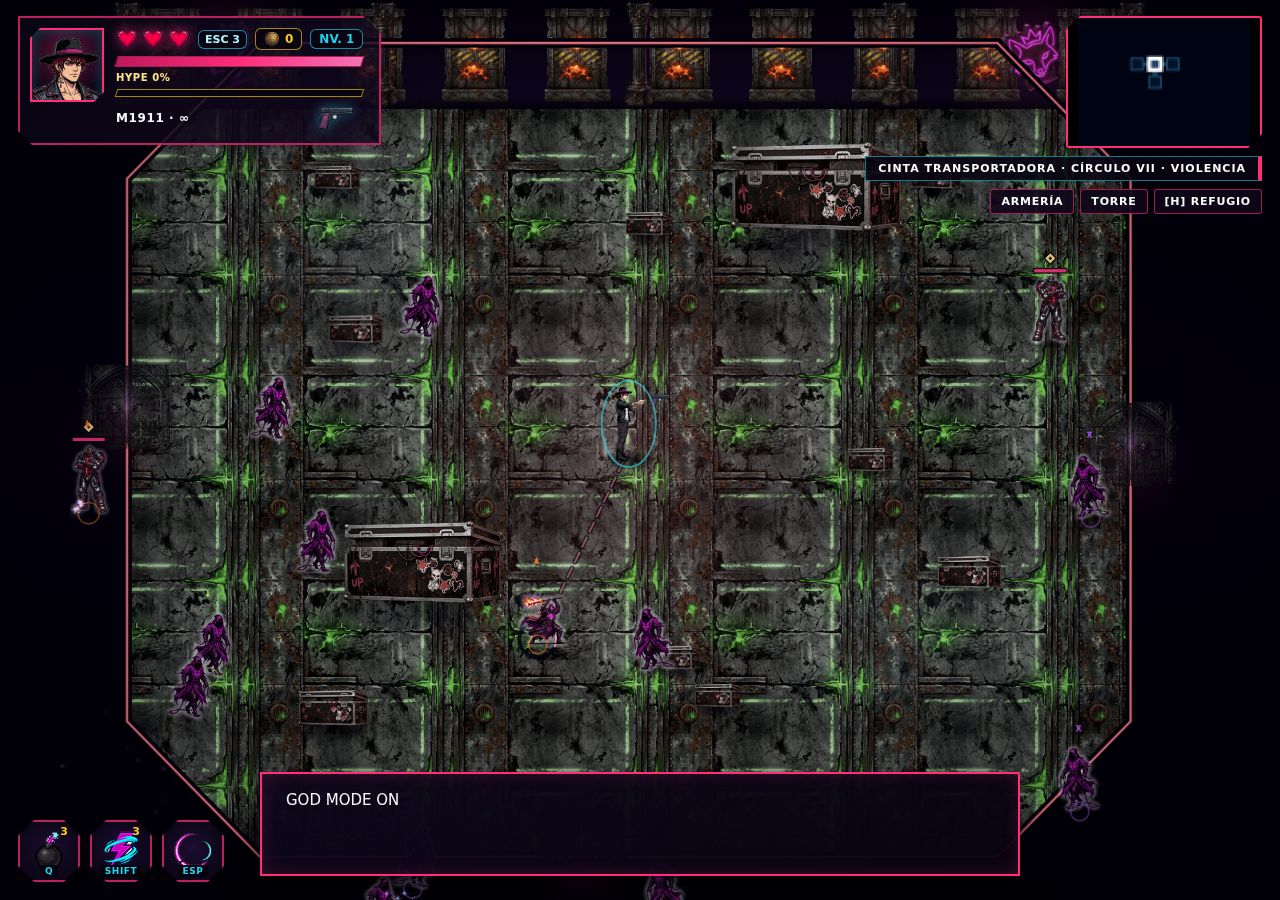 ESC 3
0
NV. 1
HYPE 0%
M1911 · ∞
CINTA TRANSPORTADORA · CÍRCULO VII · VIOLENCIA
ARMERÍA
TORRE
[H] REFUGIO
UP
UP
GOD MODE ON
3
Q
3
SHIFT
ESP